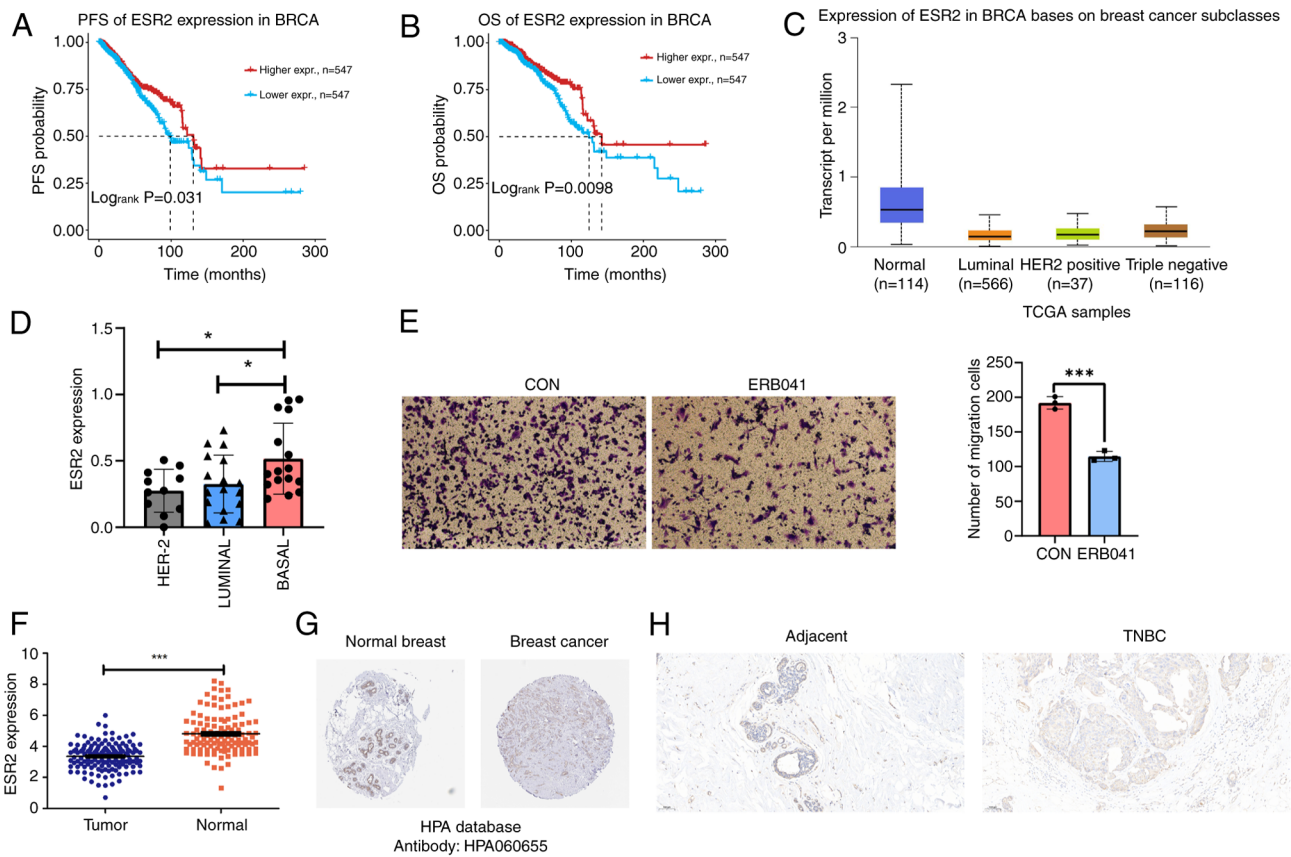 A
PFS of ESR2 expression in BRCA
1.00
0.75
0.50
0.25
0.00
PFS probability
Higher expr., n=547
Lower expr., n=547
Logrank P=0.031
0 100 200 300
Time (months)
B
OS of ESR2 expression in BRCA
1.00
0.75
0.50
0.25
0.00
OS probability
Higher expr., n=547
Lower expr., n=547
Logrank P=0.0098
0 100 200 300
Time (months)
C
Expression of ESR2 in BRCA bases on breast cancer subclasses
3
2
1
0
Transcript per million
Normal Luminal HER2 positive Triple negative
(n=114) (n=566) (n=37) (n=116)
TCGA samples
D
1.5
1.0
0.5
0.0
ESR2 expression
*
*
HER-2
LUMINAL
BASAL
E
CON
ERB041
250
200
150
100
50
0
Number of migration cells
***
CON ERB041
F
10
8
6
4
2
0
ESR2 expression
***
Tumor Normal
G
Normal breast Breast cancer
HPA database
Antibody: HPA060655
H
Adjacent TNBC